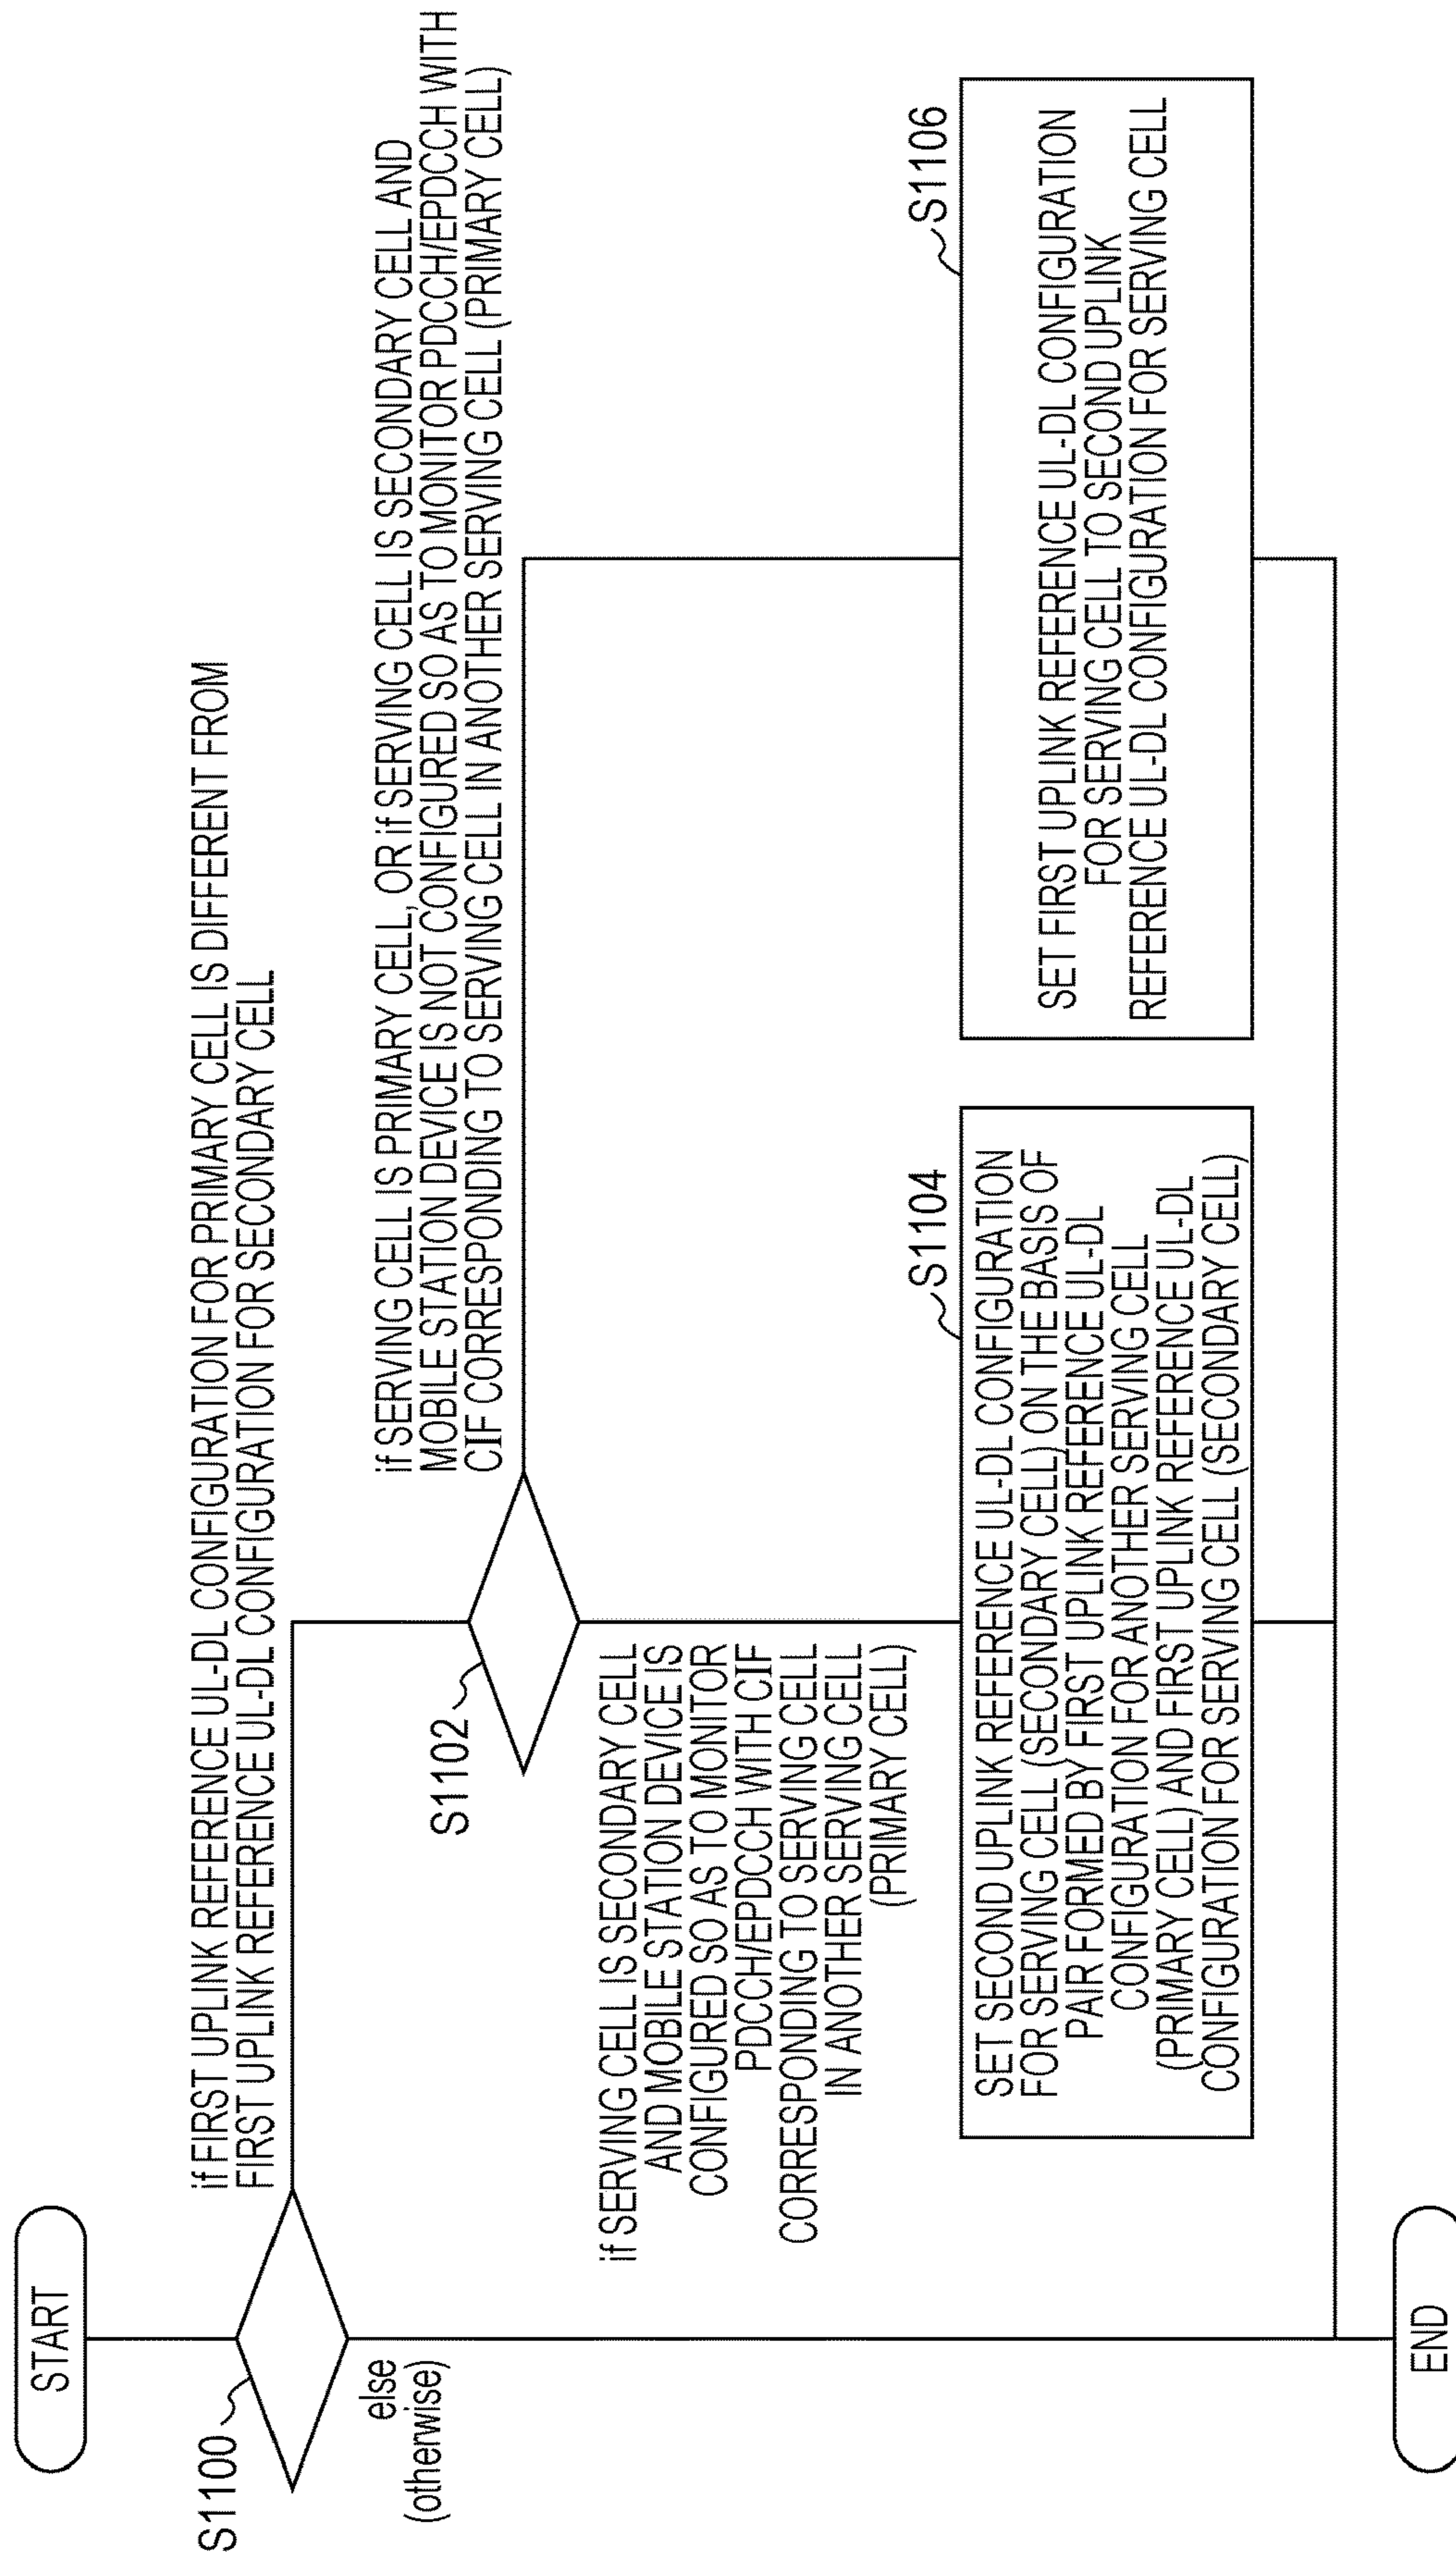 START
S1100
if FIRST UPLINK REFERENCE UL-DL CONFIGURATION FOR PRIMARY CELL IS DIFFERENT FROM
FIRST UPLINK REFERENCE UL-DL CONFIGURATION FOR SECONDARY CELL
else
(otherwise)
S1102
if SERVING CELL IS PRIMARY CELL, OR if SERVING CELL IS SECONDARY CELL AND
MOBILE STATION DEVICE IS NOT CONFIGURED SO AS TO MONITOR PDCCH/EPDCCH WITH
CIF CORRESPONDING TO SERVING CELL IN ANOTHER SERVING CELL (PRIMARY CELL)
if SERVING CELL IS SECONDARY CELL
AND MOBILE STATION DEVICE IS
CONFIGURED SO AS TO MONITOR
PDCCH/EPDCCH WITH CIF
CORRESPONDING TO SERVING CELL
IN ANOTHER SERVING CELL
(PRIMARY CELL)
S1104
SET SECOND UPLINK REFERENCE UL-DL CONFIGURATION
FOR SERVING CELL (SECONDARY CELL) ON THE BASIS OF
PAIR FORMED BY FIRST UPLINK REFERENCE UL-DL
CONFIGURATION FOR ANOTHER SERVING CELL
(PRIMARY CELL) AND FIRST UPLINK REFERENCE UL-DL
CONFIGURATION FOR SERVING CELL (SECONDARY CELL)
S1106
SET FIRST UPLINK REFERENCE UL-DL CONFIGURATION
FOR SERVING CELL TO SECOND UPLINK
REFERENCE UL-DL CONFIGURATION FOR SERVING CELL
END